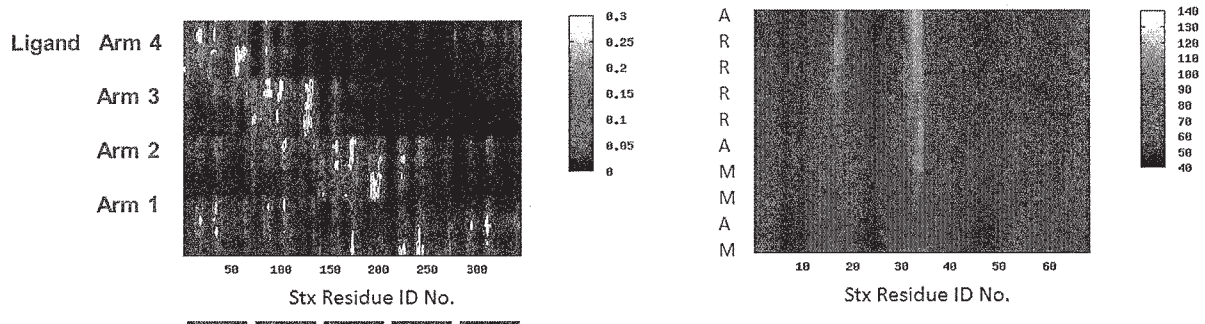 Ligand Arm 4
Arm 3
Arm 2
Arm 1
50 100 150 200 250 300
Stx Residue ID No.
0.3
0.25
0.2
0.15
0.1
0.05
0
A
R
R
R
R
A
M
M
A
M
10 20 30 40 50 60
Stx Residue ID No.
140
130
120
110
100
90
80
70
60
50
40